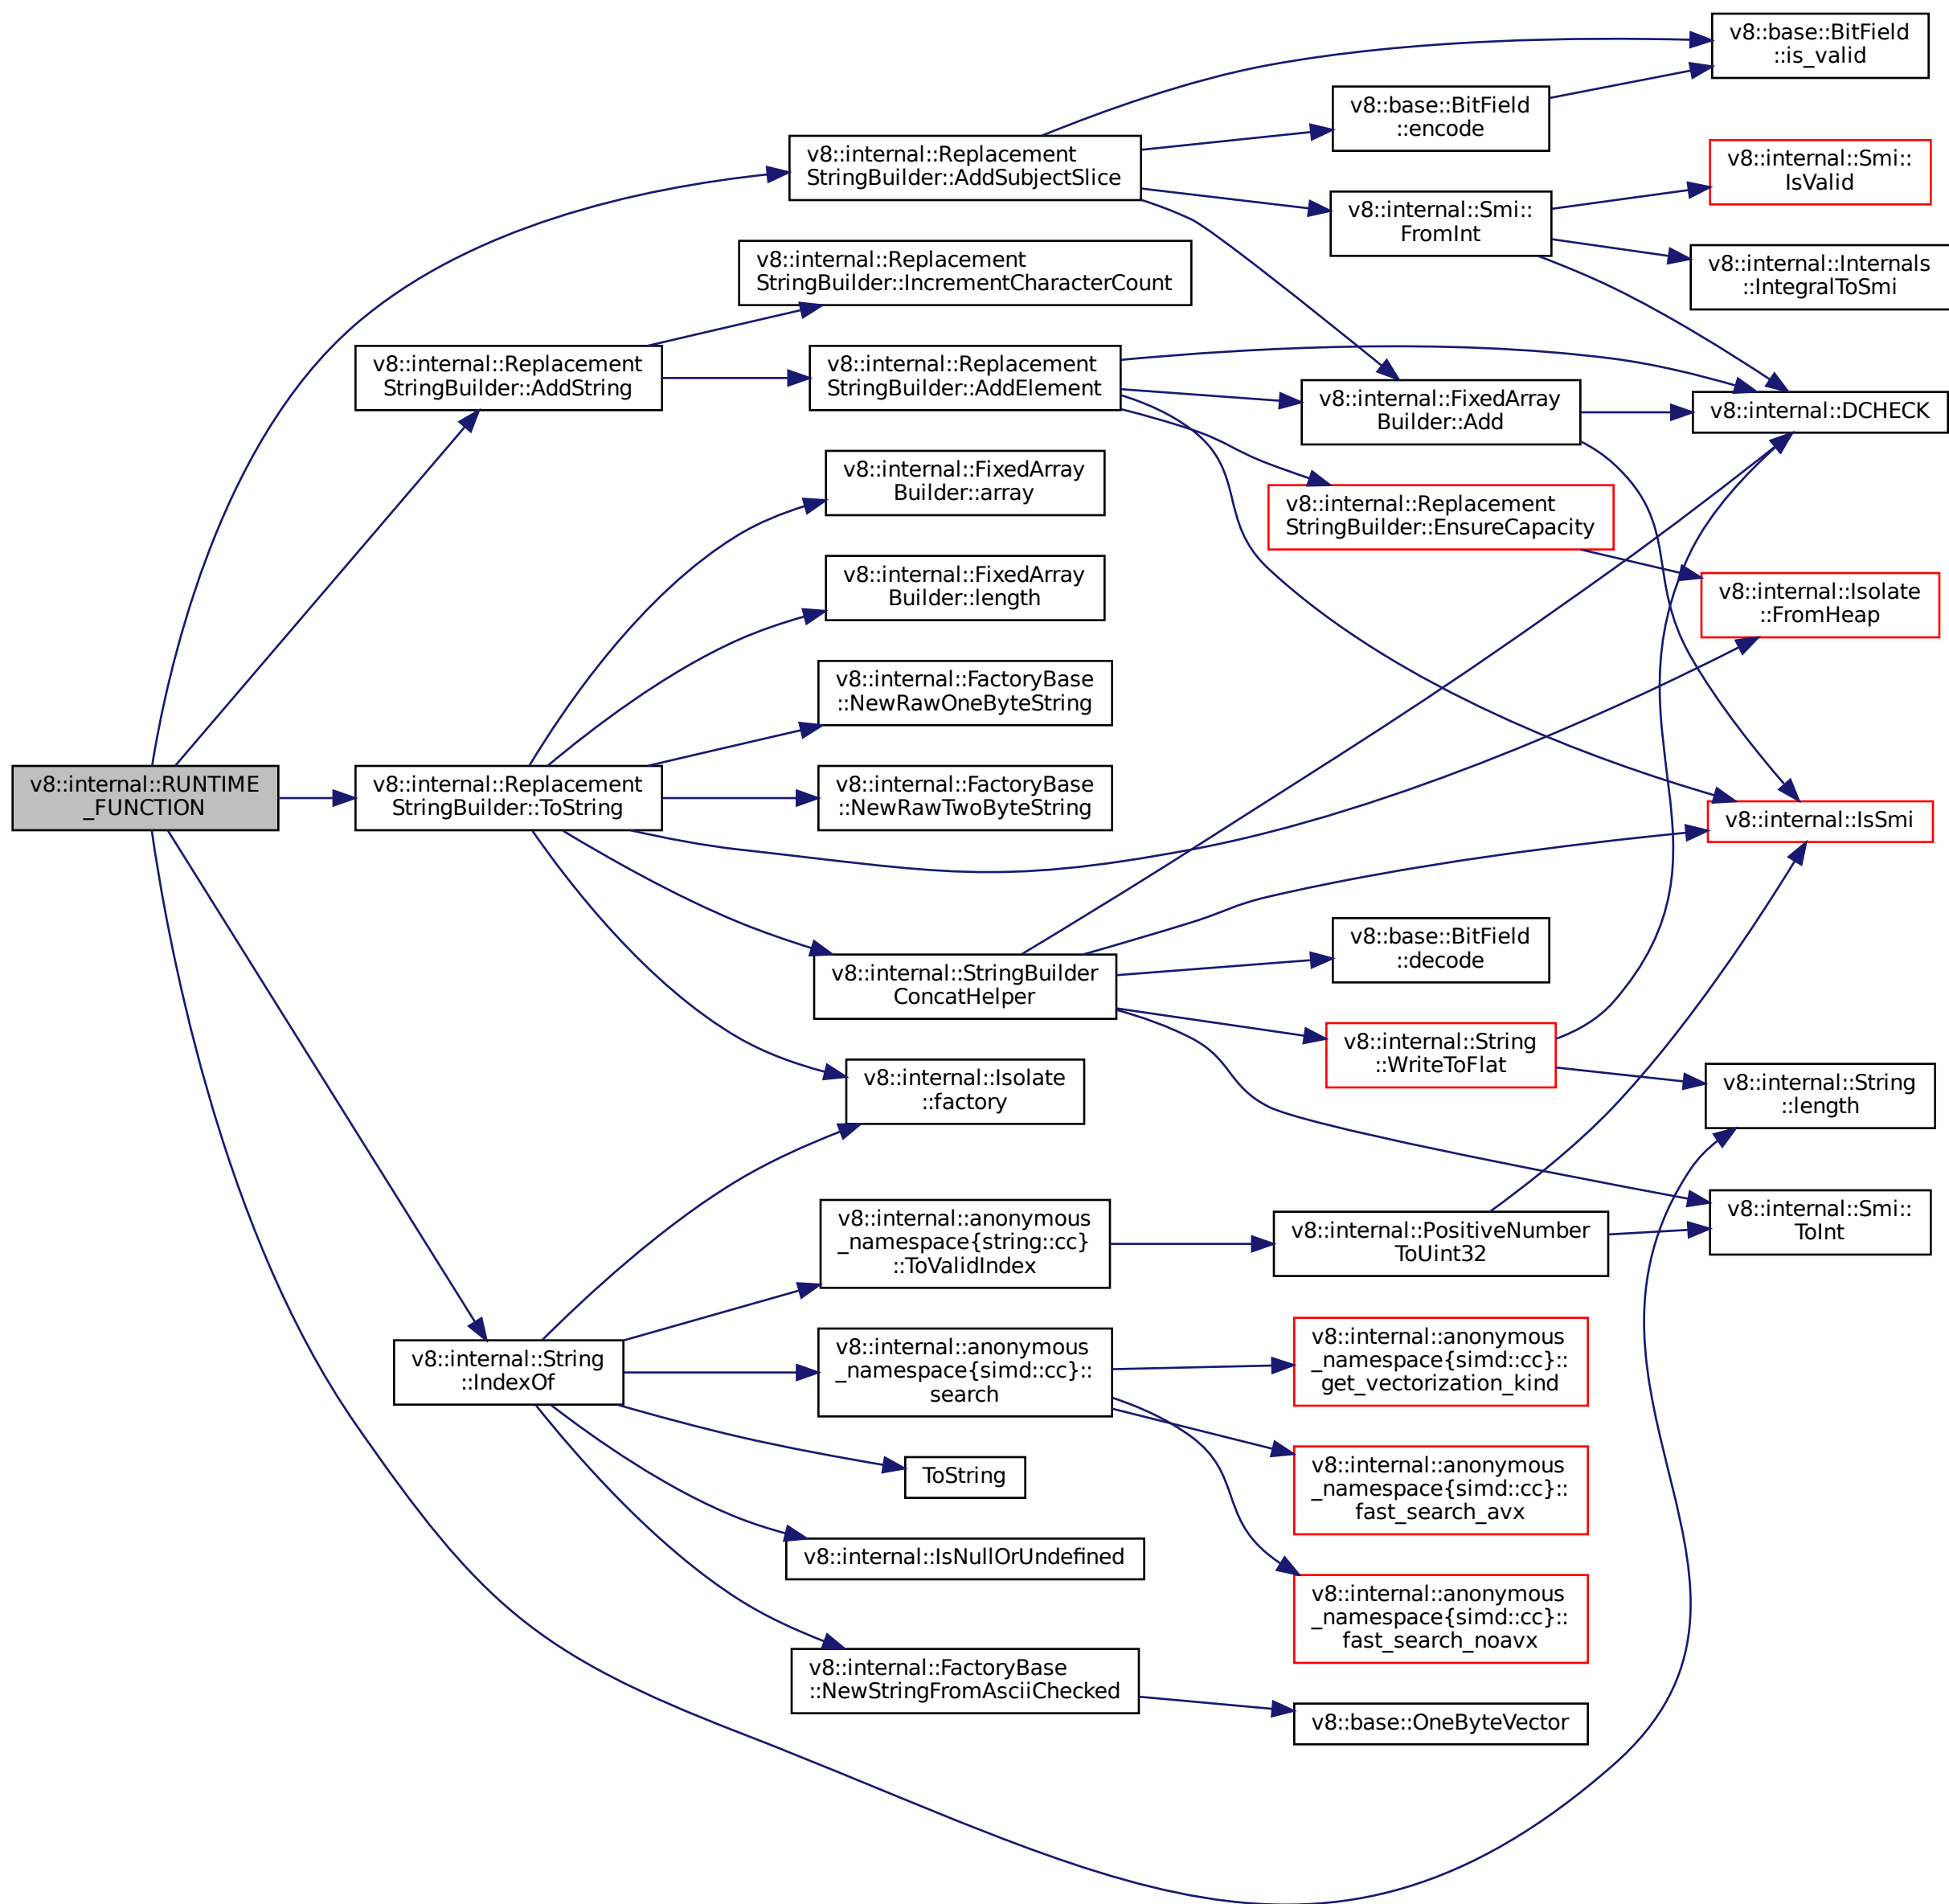 v8::base::BitField
::is_valid
v8::base::BitField
::encode
v8::internal::Replacement
StringBuilder::AddSubjectSlice
v8::internal::Smi::
IsValid
v8::internal::Smi::
FromInt
v8::internal::Internals
::IntegralToSmi
v8::internal::Replacement
StringBuilder::IncrementCharacterCount
v8::internal::Replacement
StringBuilder::AddString
v8::internal::Replacement
StringBuilder::AddElement
v8::internal::FixedArray
Builder::Add
v8::internal::DCHECK
v8::internal::FixedArray
Builder::array
v8::internal::Replacement
StringBuilder::EnsureCapacity
v8::internal::FixedArray
Builder::length
v8::internal::Isolate
::FromHeap
v8::internal::FactoryBase
::NewRawOneByteString
v8::internal::RUNTIME
_FUNCTION
v8::internal::Replacement
StringBuilder::ToString
v8::internal::FactoryBase
::NewRawTwoByteString
v8::internal::IsSmi
v8::base::BitField
::decode
v8::internal::StringBuilder
ConcatHelper
v8::internal::String
::WriteToFlat
v8::internal::Isolate
::factory
v8::internal::String
::length
v8::internal::anonymous
_namespace{string::cc}
::ToValidIndex
v8::internal::PositiveNumber
ToUint32
v8::internal::Smi::
ToInt
v8::internal::String
::IndexOf
v8::internal::anonymous
_namespace{simd::cc}::
search
v8::internal::anonymous
_namespace{simd::cc}::
get_vectorization_kind
ToString
v8::internal::anonymous
_namespace{simd::cc}::
fast_search_avx
v8::internal::IsNullOrUndefined
v8::internal::anonymous
_namespace{simd::cc}::
fast_search_noavx
v8::internal::FactoryBase
::NewStringFromAsciiChecked
v8::base::OneByteVector